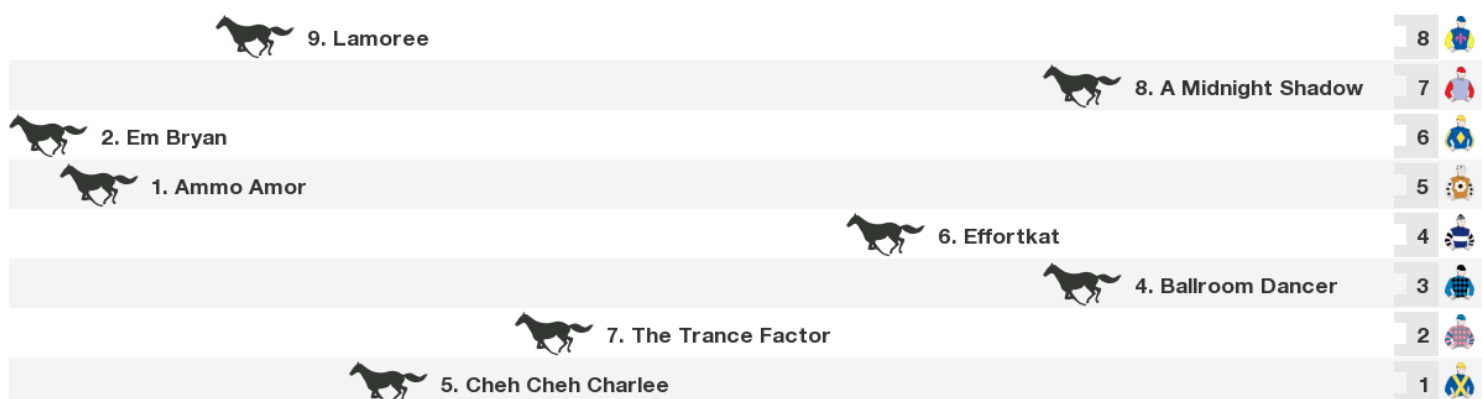 9. Lamoree 8
8. A Midnight Shadow 7
2. Em Bryan 6
1. Ammo Amor 5
6. Effortkat 4
4. Ballroom Dancer 3
7. The Trance Factor 2
5. Cheh Cheh Charlee 1